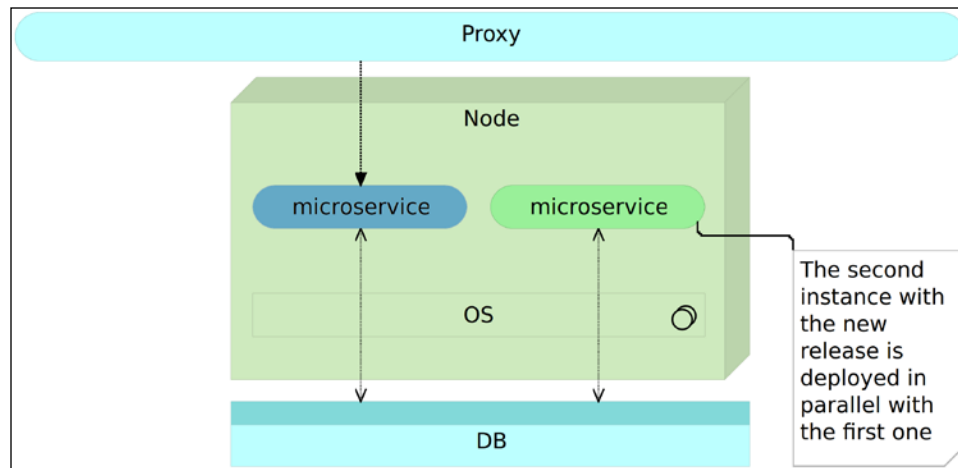 Proxy
Node
microservice
microservice
OS
The second
instance with
the new
release is
deployed in
parallel with
the first one
DB